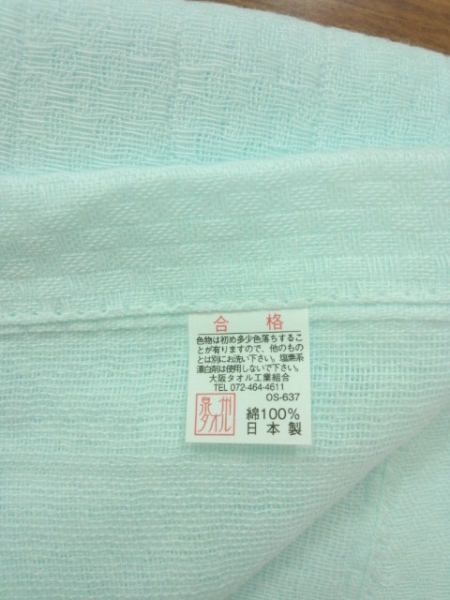 合格
色物は初め多少色落ちするこ
とが有りますので、他のもの
とは別にお洗い下さい。塩素系
漂白剤は使用しないで下さい。
大阪タオル工業組合
TEL 072-464-4611
OS-637
泉州タオル
綿100%
日本製